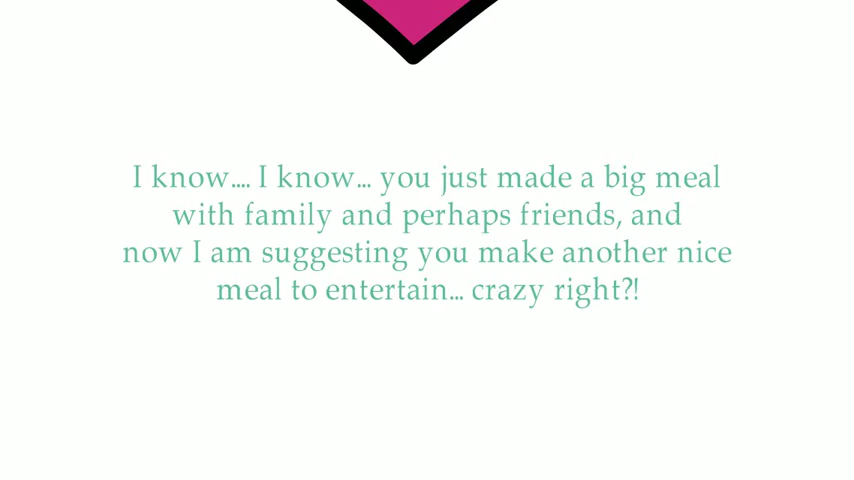 I know.... I know... you just made a big meal
with family and perhaps friends, and
now I am suggesting you make another nice
meal to entertain... crazy right?!